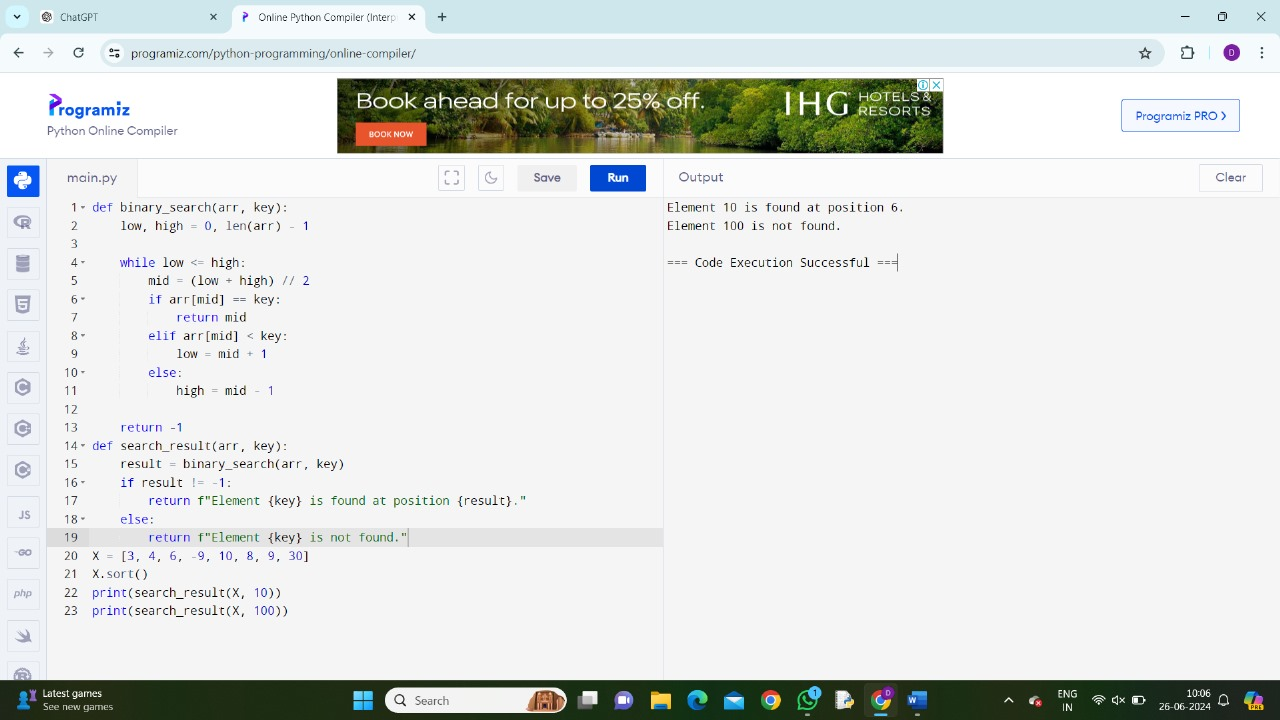 ChatGPT
Online Python Compiler (Interp
programiz.com/python-programming/online-compiler/
D
Programiz
Python Online Compiler
Book ahead for up to 25% off.
BOOK NOW
IHG HOTELS &
RESORTS
Programiz PRO
main.py
Save
Run
Output
Clear
1 def binary_search(arr, key):
2 low, high = 0, len(arr) - 1
3
4 while low <= high:
5 mid = (low + high) // 2
6 if arr[mid] == key:
7 return mid
8 elif arr[mid] < key:
9 low = mid + 1
10 else:
11 high = mid - 1
12
13 return -1
14 def search_result(arr, key):
15 result = binary_search(arr, key)
16 if result != -1:
17 return f"Element {key} is found at position {result}."
18 else:
19 return f"Element {key} is not found."
20 X = [3, 4, 6, -9, 10, 8, 9, 30]
21 X.sort()
22 print(search_result(X, 10))
23 print(search_result(X, 100))
Element 10 is found at position 6.
Element 100 is not found.
=== Code Execution Successful ===
JS
GO
php
Latest games
See new games
Search
1
D
W
ENG
IN
10:06
26-06-2024